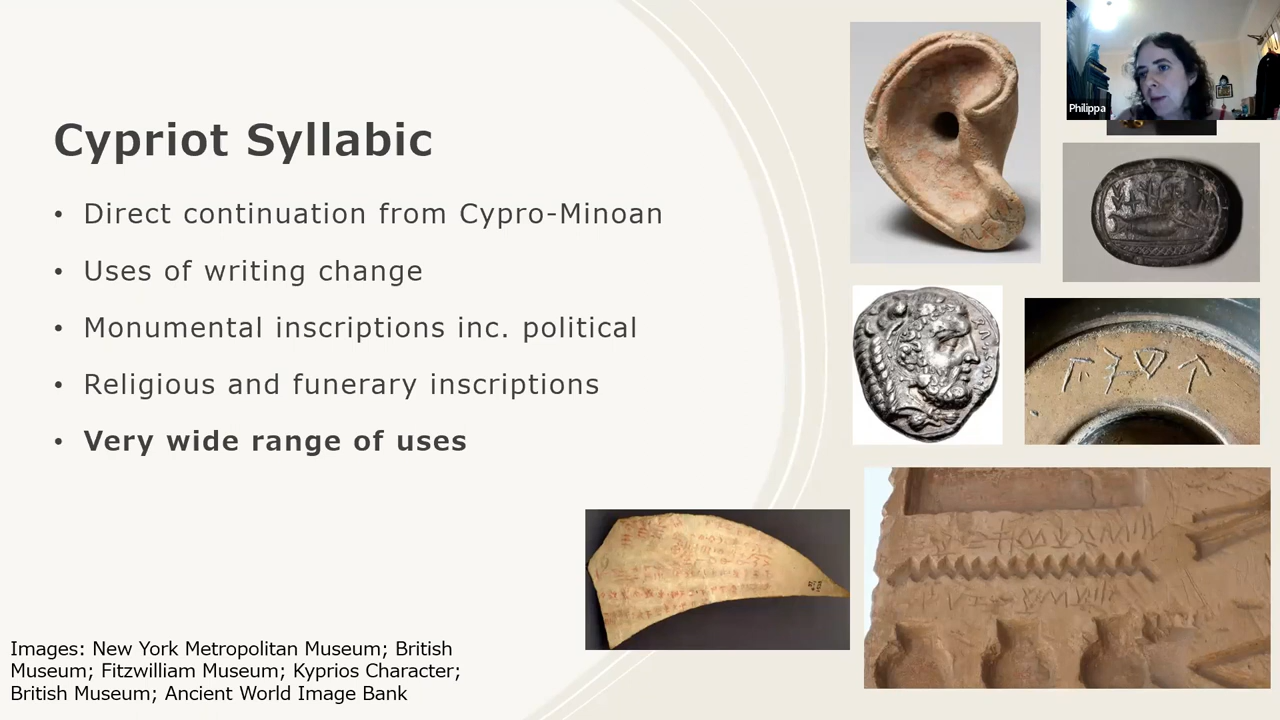 Cypriot Syllabic
• Direct continuation from Cypro-Minoan
• Uses of writing change
• Monumental inscriptions inc. political
• Religious and funerary inscriptions
• Very wide range of uses
Images: New York Metropolitan Museum; British
Museum; Fitzwilliam Museum; Kyprios Character;
British Museum; Ancient World Image Bank
Philippa